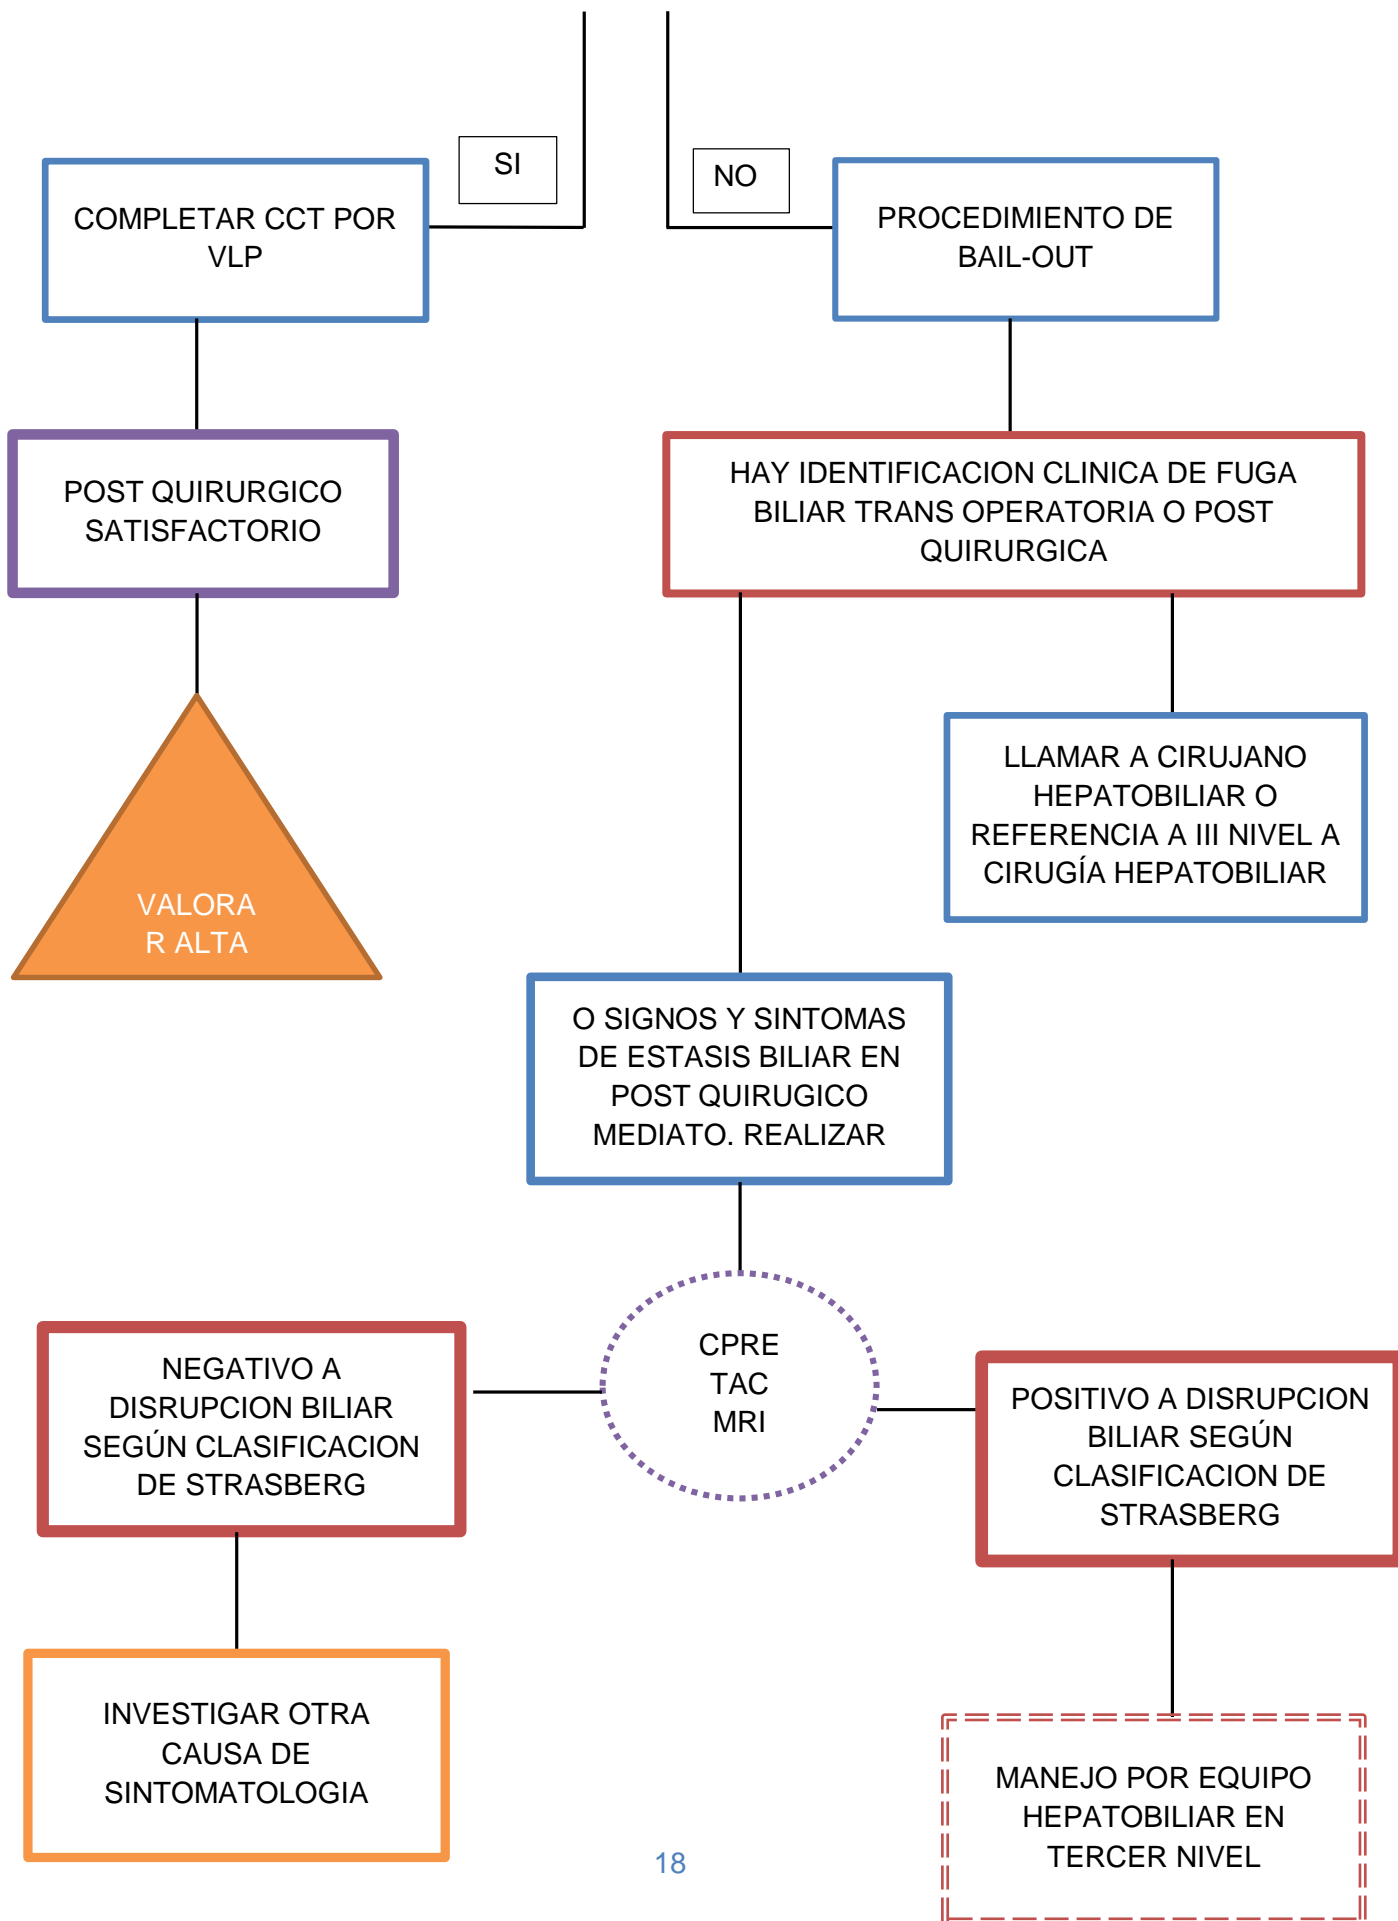 SI
NO
COMPLETAR CCT POR
VLP
PROCEDIMIENTO DE
BAIL-OUT
POST QUIRURGICO
SATISFACTORIO
HAY IDENTIFICACION CLINICA DE FUGA
BILIAR TRANS OPERATORIA O POST
QUIRURGICA
VALORA
R ALTA
LLAMAR A CIRUJANO
HEPATOBILIAR O
REFERENCIA A III NIVEL A
CIRUGÍA HEPATOBILIAR
O SIGNOS Y SINTOMAS
DE ESTASIS BILIAR EN
POST QUIRUGICO
MEDIATO. REALIZAR
CPRE
TAC
MRI
NEGATIVO A
DISRUPCION BILIAR
SEGÚN CLASIFICACION
DE STRASBERG
POSITIVO A DISRUPCION
BILIAR SEGÚN
CLASIFICACION DE
STRASBERG
INVESTIGAR OTRA
CAUSA DE
SINTOMATOLOGIA
MANEJO POR EQUIPO
HEPATOBILIAR EN
TERCER NIVEL
18